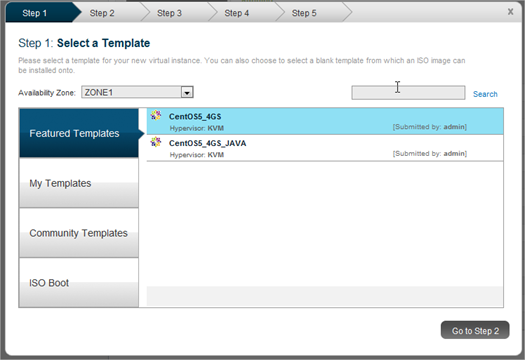 Step 1 Step 2 Step 3 Step 4 Step 5 x
Step 1: Select a Template
Please select a template for your new virtual instance. You can also choose to select a blank template from which an ISO image can
be installed onto.
Availability Zone: ZONE1 Search
Featured Templates
CentOS5_4GS
Hypervisor: KVM [Submitted by: admin]
CentOS5_4GS_JAVA
Hypervisor: KVM [Submitted by: admin]
My Templates
Community Templates
ISO Boot
Go to Step 2